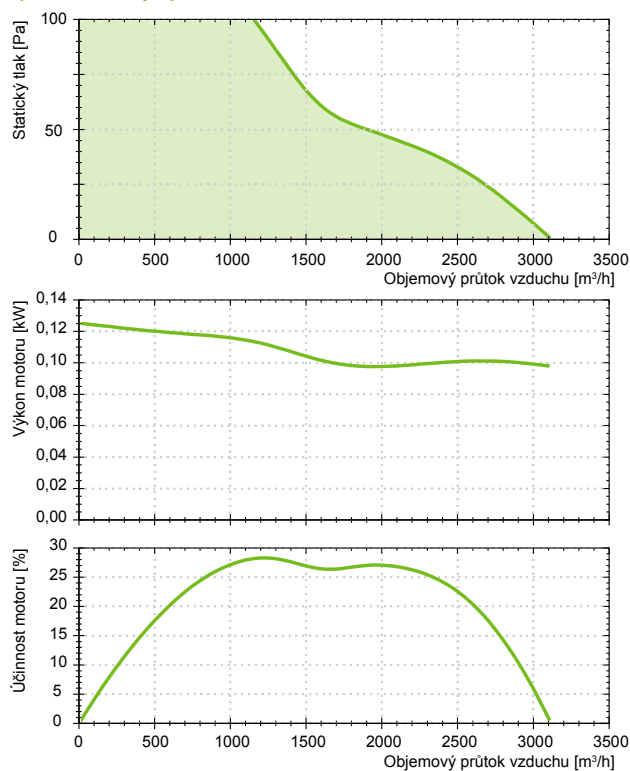 Statický tlak [Pa]
100
50
0
0 500 1000 1500 2000 2500 3000 3500
Objemový průtok vzduchu [m³/h]
Výkon motoru [kW]
0,14
0,12
0,10
0,08
0,06
0,04
0,02
0,00
Účinnost motoru [%]
30
25
20
15
10
5
0
0 500 1000 1500 2000 2500 3000 3500
Objemový průtok vzduchu [m³/h]